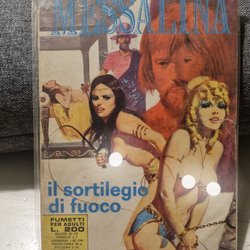 MESSALINA
il sortilegio
di fuoco
FUMETTI
PER ADULTI
L. 200